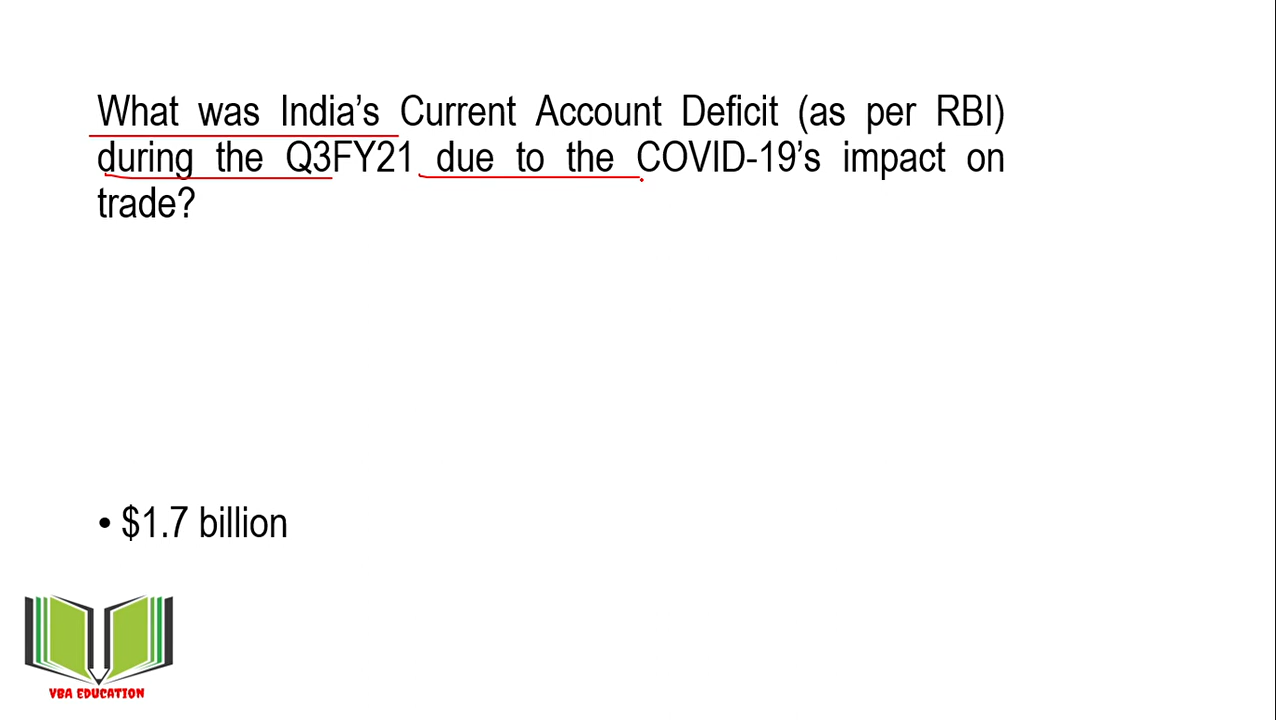 What was India’s Current Account Deficit (as per RBI)
during the Q3FY21 due to the COVID-19’s impact on
trade?
• $1.7 billion
VBA EDUCATION